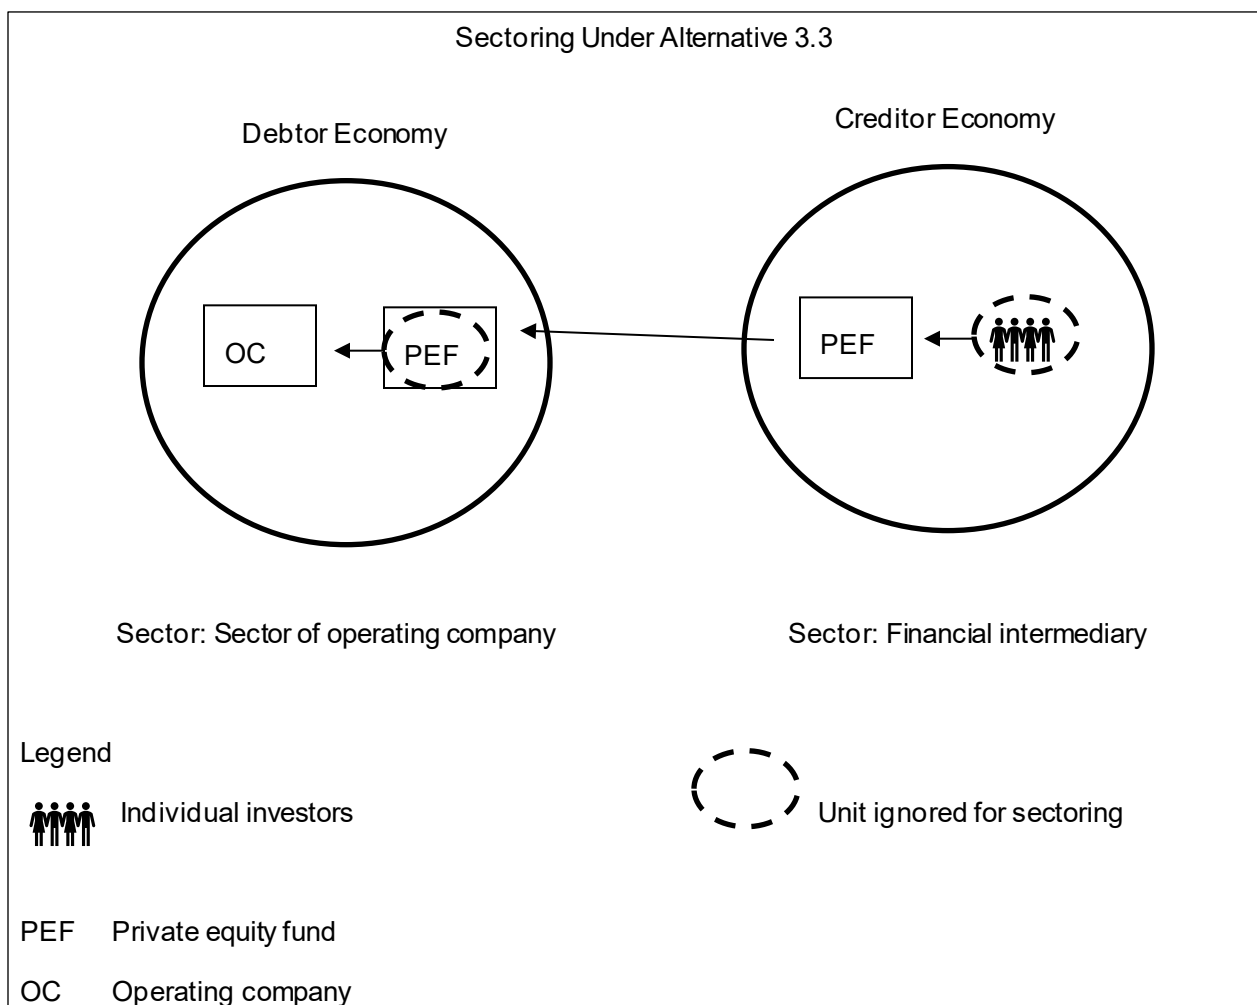 Sectoring Under Alternative 3.3
Debtor Economy
Creditor Economy
OC
PEF
PEF
Sector: Sector of operating company
Sector: Financial intermediary
Legend
Individual investors
Unit ignored for sectoring
PEF Private equity fund
OC Operating company